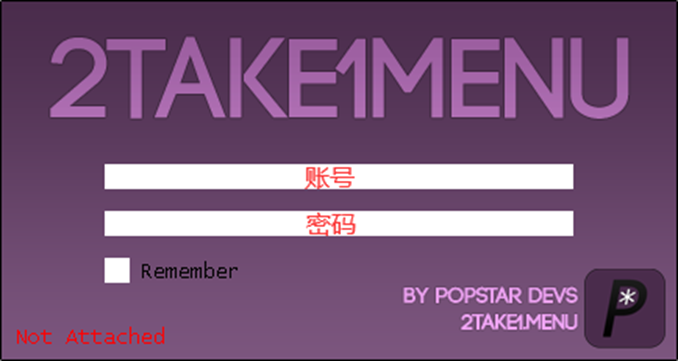 2TAKE1MENU
账号
密码
Remember
BY POPSTAR DEVS
2TAKE1.MENU
Not Attached
P*